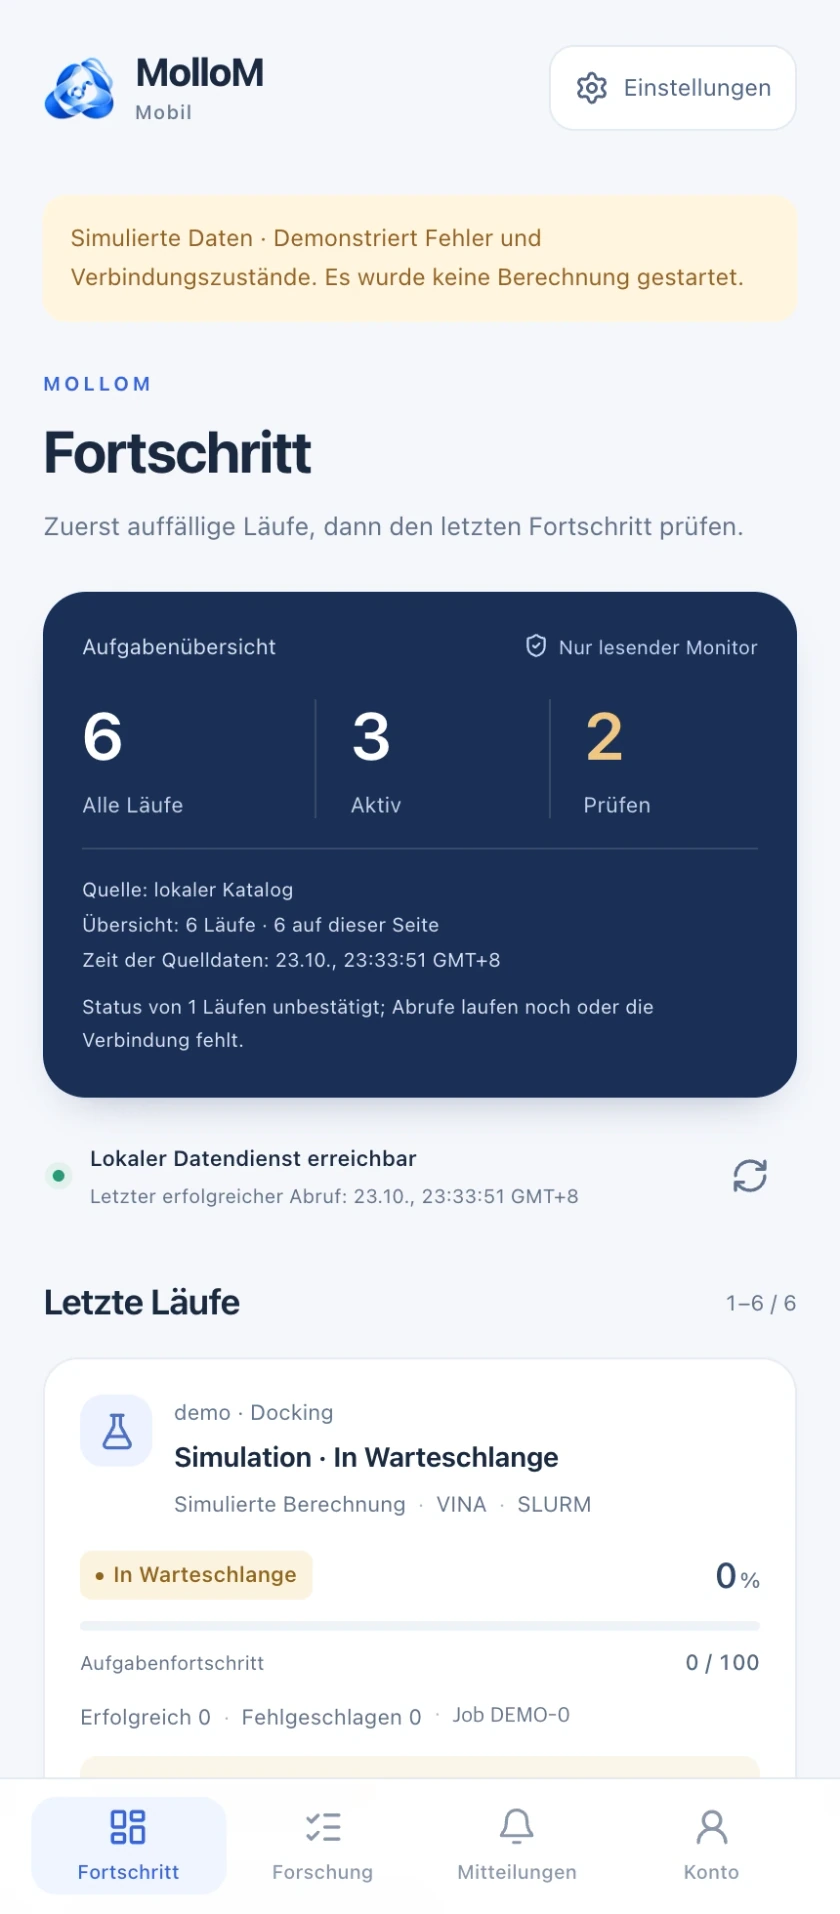 MolloM
Mobil
Einstellungen
Simulierte Daten · Demonstriert Fehler und
Verbindungszustände. Es wurde keine Berechnung gestartet.
MOLLOM
Fortschritt
Zuerst auffällige Läufe, dann den letzten Fortschritt prüfen.
Aufgabenübersicht
Nur lesender Monitor
6
3
2
Alle Läufe
Aktiv
Prüfen
Quelle: lokaler Katalog
Übersicht: 6 Läufe · 6 auf dieser Seite
Zeit der Quelldaten: 23.10., 23:33:51 GMT+8
Status von 1 Läufen unbestätigt; Abrufe laufen noch oder die
Verbindung fehlt.
Lokaler Datendienst erreichbar
Letzter erfolgreicher Abruf: 23.10., 23:33:51 GMT+8
Letzte Läufe
1–6 / 6
demo · Docking
Simulation · In Warteschlange
Simulierte Berechnung · VINA · SLURM
• In Warteschlange
0 %
Aufgabenfortschritt
0 / 100
Erfolgreich 0 · Fehlgeschlagen 0 · Job DEMO-0
Fortschritt
Forschung
Mitteilungen
Konto